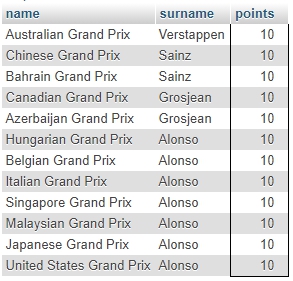 name surname points
Australian Grand Prix Verstappen 10
Chinese Grand Prix Sainz 10
Bahrain Grand Prix Sainz 10
Canadian Grand Prix Grosjean 10
Azerbaijan Grand Prix Grosjean 10
Hungarian Grand Prix Alonso 10
Belgian Grand Prix Alonso 10
Italian Grand Prix Alonso 10
Singapore Grand Prix Alonso 10
Malaysian Grand Prix Alonso 10
Japanese Grand Prix Alonso 10
United States Grand Prix Alonso 10